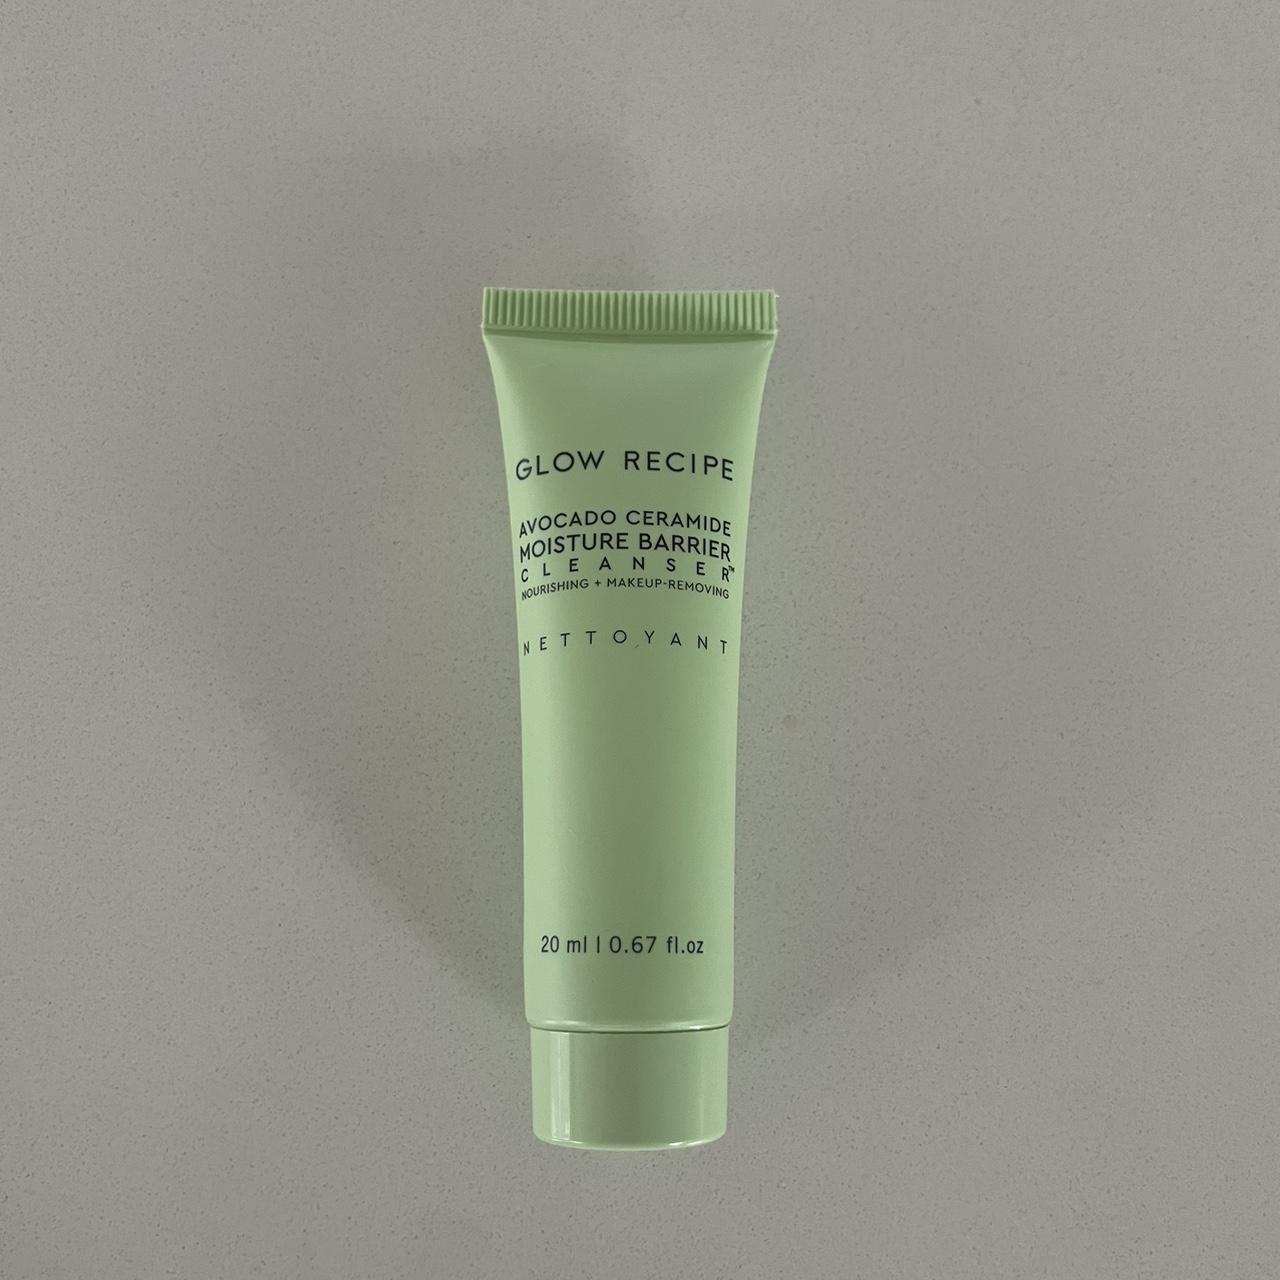 GLOW RECIPE
AVOCADO CERAMIDE
MOISTURE BARRIER
CLEANSER™
NOURISHING + MAKEUP-REMOVING
NETTOYANT
20 ml | 0.67 fl.oz